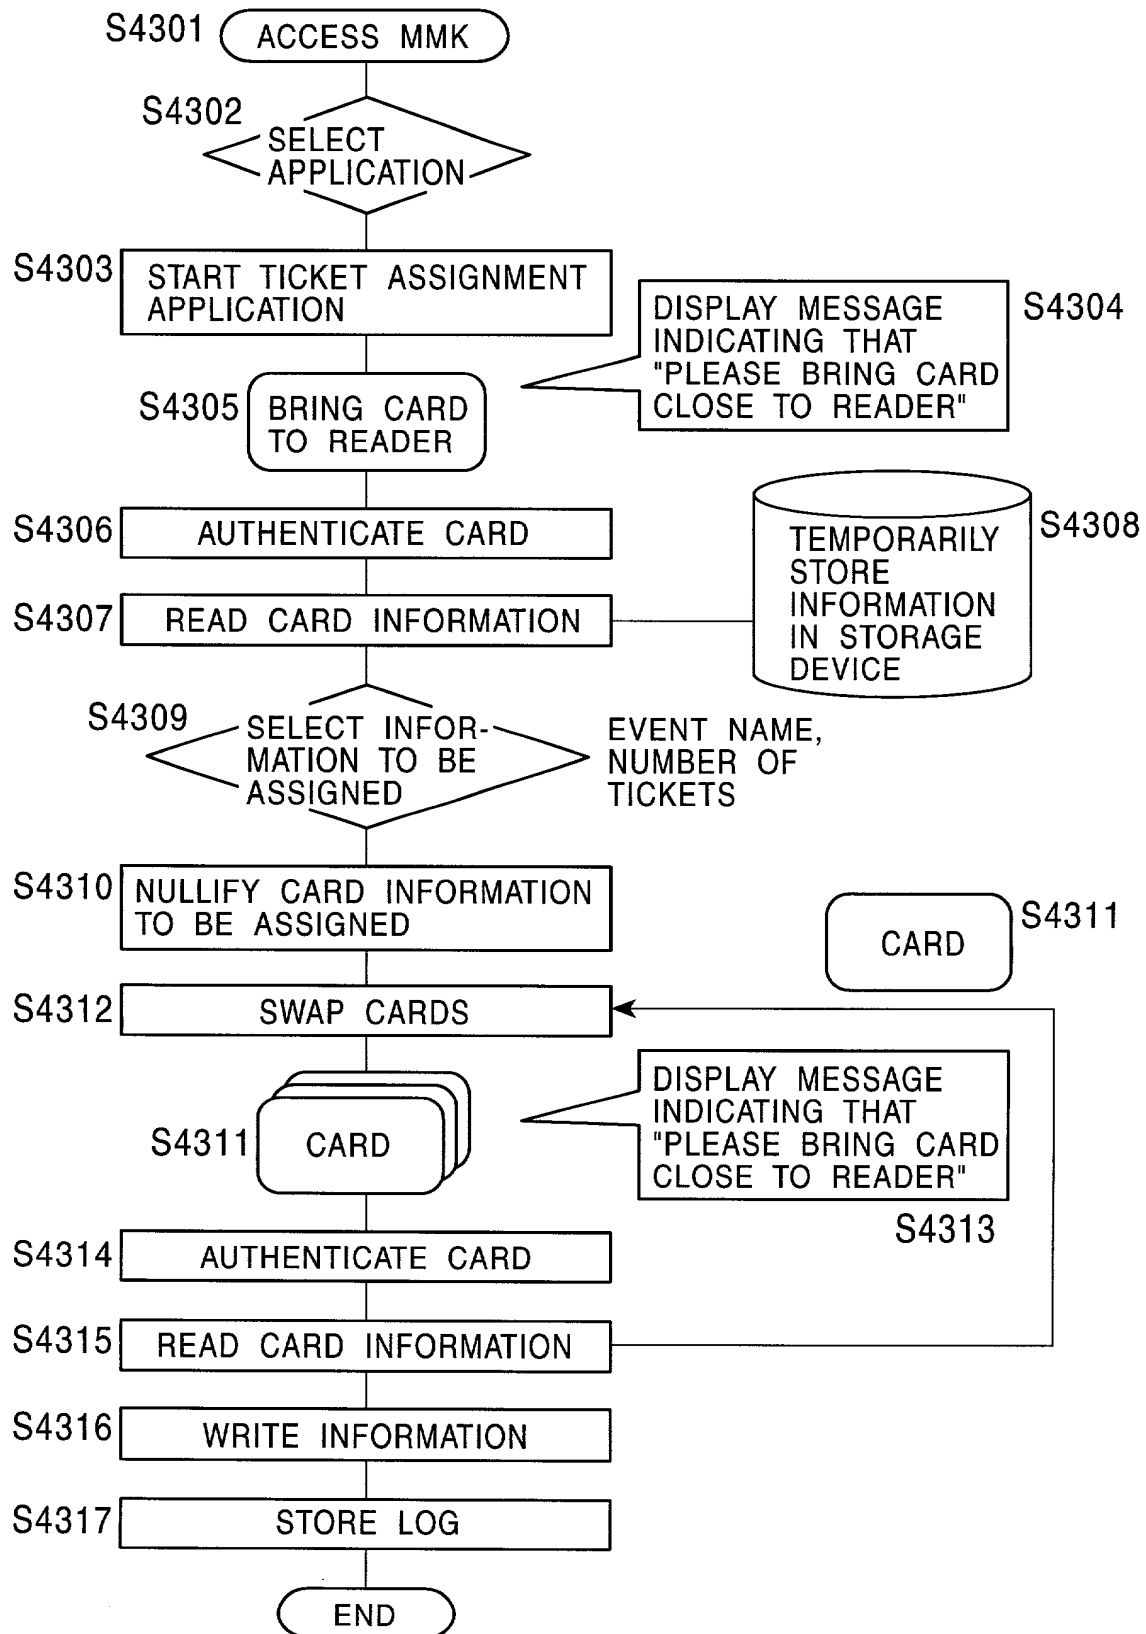 S4301
ACCESS MMK
S4302
SELECT
APPLICATION
S4303
START TICKET ASSIGNMENT
APPLICATION
DISPLAY MESSAGE
INDICATING THAT
"PLEASE BRING CARD
CLOSE TO READER"
S4304
S4305
BRING CARD
TO READER
S4306
AUTHENTICATE CARD
S4307
READ CARD INFORMATION
TEMPORARILY
STORE
INFORMATION
IN STORAGE
DEVICE
S4308
S4309
SELECT INFOR-
MATION TO BE
ASSIGNED
EVENT NAME,
NUMBER OF
TICKETS
S4310
NULLIFY CARD INFORMATION
TO BE ASSIGNED
CARD
S4311
S4312
SWAP CARDS
S4311
CARD
DISPLAY MESSAGE
INDICATING THAT
"PLEASE BRING CARD
CLOSE TO READER"
S4313
S4314
AUTHENTICATE CARD
S4315
READ CARD INFORMATION
S4316
WRITE INFORMATION
S4317
STORE LOG
END